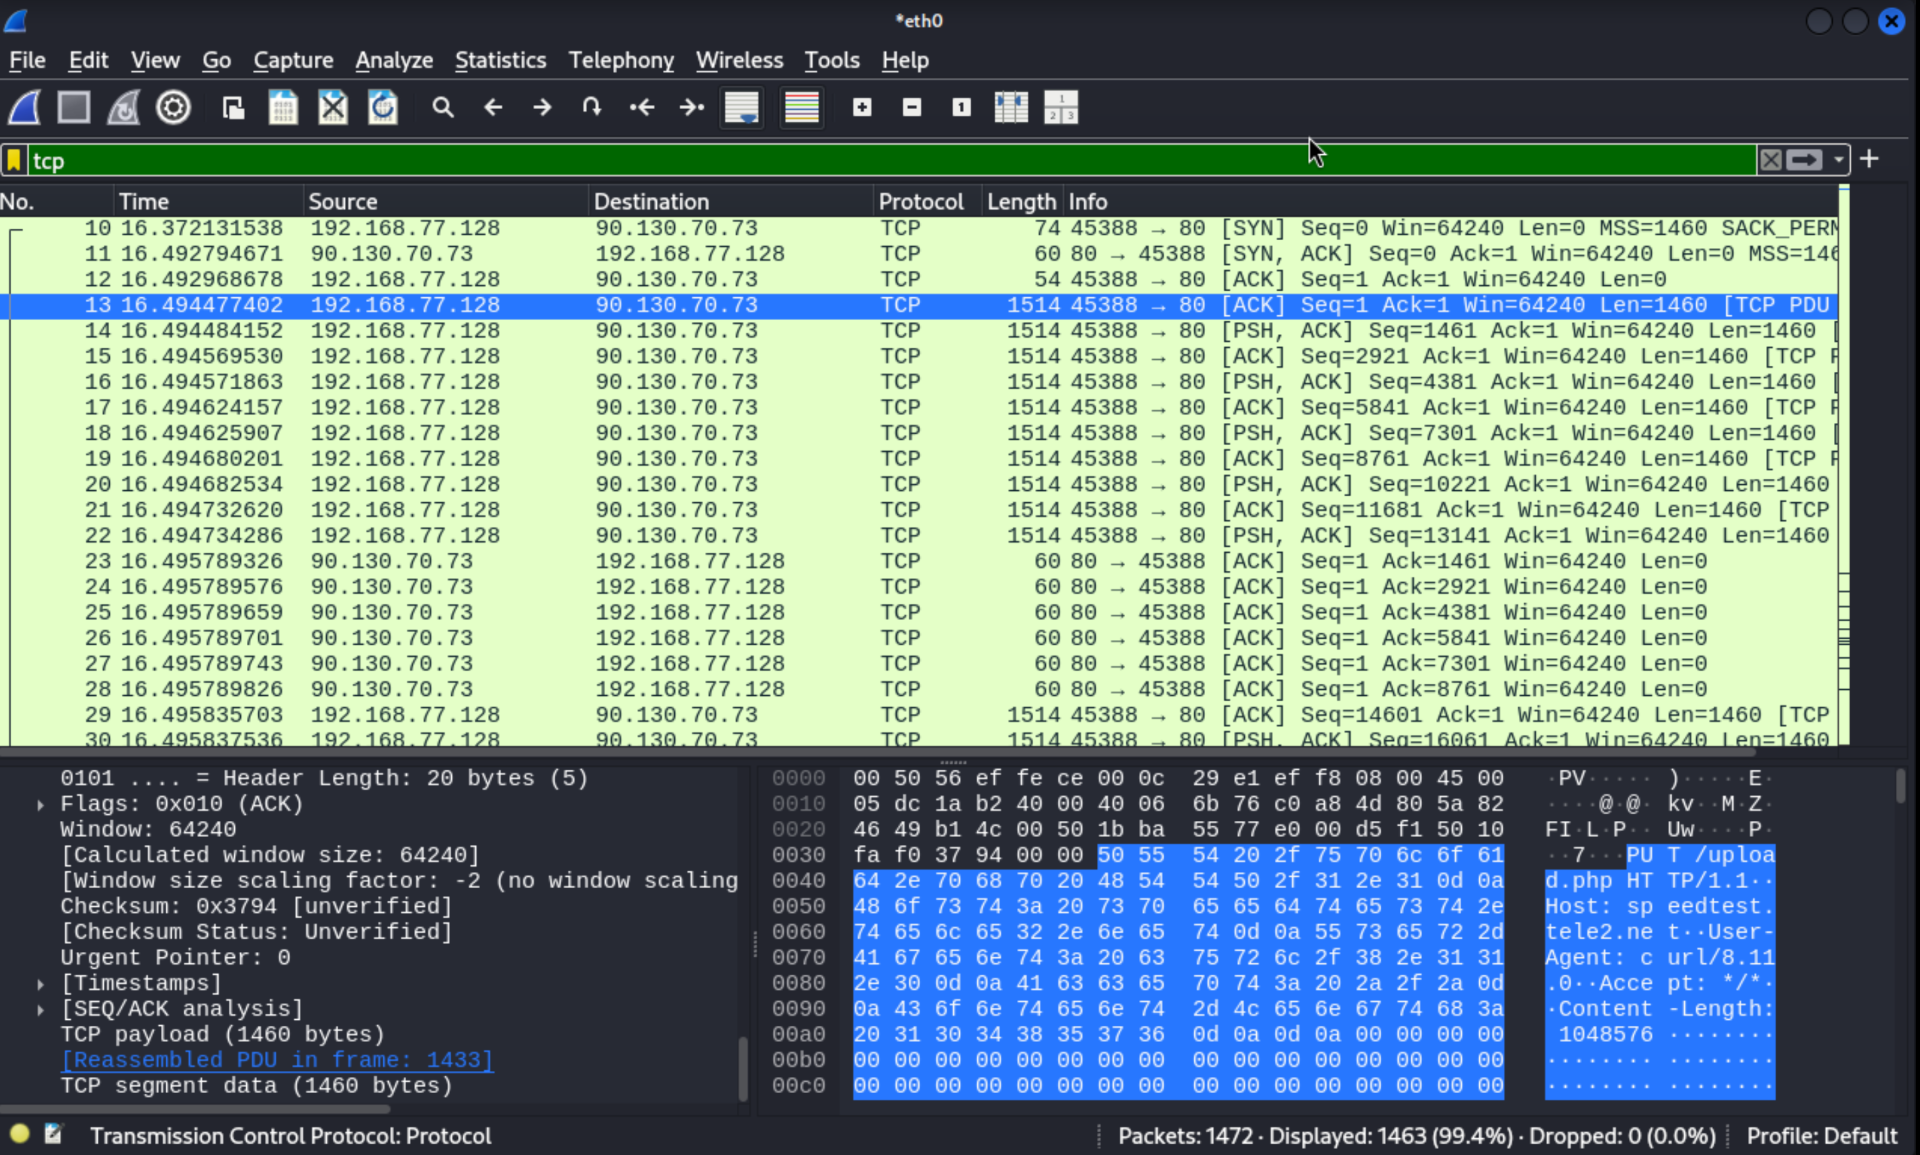 *eth0
File Edit View Go Capture Analyze Statistics Telephony Wireless Tools Help
tcp
No. Time Source Destination Protocol Length Info
10 16.372131538 192.168.77.128 90.130.70.73 TCP 74 45388 → 80 [SYN] Seq=0 Win=64240 Len=0 MSS=1460 SACK_PERM
11 16.492794671 90.130.70.73 192.168.77.128 TCP 60 80 → 45388 [SYN, ACK] Seq=0 Ack=1 Win=64240 Len=0 MSS=146
12 16.492968678 192.168.77.128 90.130.70.73 TCP 54 45388 → 80 [ACK] Seq=1 Ack=1 Win=64240 Len=0
13 16.494477402 192.168.77.128 90.130.70.73 TCP 1514 45388 → 80 [ACK] Seq=1 Ack=1 Win=64240 Len=1460 [TCP PDU
14 16.494484152 192.168.77.128 90.130.70.73 TCP 1514 45388 → 80 [PSH, ACK] Seq=1461 Ack=1 Win=64240 Len=1460 [
15 16.494569530 192.168.77.128 90.130.70.73 TCP 1514 45388 → 80 [ACK] Seq=2921 Ack=1 Win=64240 Len=1460 [TCP P
16 16.494571863 192.168.77.128 90.130.70.73 TCP 1514 45388 → 80 [PSH, ACK] Seq=4381 Ack=1 Win=64240 Len=1460 [
17 16.494624157 192.168.77.128 90.130.70.73 TCP 1514 45388 → 80 [ACK] Seq=5841 Ack=1 Win=64240 Len=1460 [TCP P
18 16.494625907 192.168.77.128 90.130.70.73 TCP 1514 45388 → 80 [PSH, ACK] Seq=7301 Ack=1 Win=64240 Len=1460 [
19 16.494680201 192.168.77.128 90.130.70.73 TCP 1514 45388 → 80 [ACK] Seq=8761 Ack=1 Win=64240 Len=1460 [TCP P
20 16.494682534 192.168.77.128 90.130.70.73 TCP 1514 45388 → 80 [PSH, ACK] Seq=10221 Ack=1 Win=64240 Len=1460
21 16.494732620 192.168.77.128 90.130.70.73 TCP 1514 45388 → 80 [ACK] Seq=11681 Ack=1 Win=64240 Len=1460 [TCP
22 16.494734286 192.168.77.128 90.130.70.73 TCP 1514 45388 → 80 [PSH, ACK] Seq=13141 Ack=1 Win=64240 Len=1460
23 16.495789326 90.130.70.73 192.168.77.128 TCP 60 80 → 45388 [ACK] Seq=1 Ack=1461 Win=64240 Len=0
24 16.495789576 90.130.70.73 192.168.77.128 TCP 60 80 → 45388 [ACK] Seq=1 Ack=2921 Win=64240 Len=0
25 16.495789659 90.130.70.73 192.168.77.128 TCP 60 80 → 45388 [ACK] Seq=1 Ack=4381 Win=64240 Len=0
26 16.495789701 90.130.70.73 192.168.77.128 TCP 60 80 → 45388 [ACK] Seq=1 Ack=5841 Win=64240 Len=0
27 16.495789743 90.130.70.73 192.168.77.128 TCP 60 80 → 45388 [ACK] Seq=1 Ack=7301 Win=64240 Len=0
28 16.495789826 90.130.70.73 192.168.77.128 TCP 60 80 → 45388 [ACK] Seq=1 Ack=8761 Win=64240 Len=0
29 16.495835703 192.168.77.128 90.130.70.73 TCP 1514 45388 → 80 [ACK] Seq=14601 Ack=1 Win=64240 Len=1460 [TCP
30 16.495837536 192.168.77.128 90.130.70.73 TCP 1514 45388 → 80 [PSH, ACK] Seq=16061 Ack=1 Win=64240 Len=1460
0101 .... = Header Length: 20 bytes (5)
Flags: 0x010 (ACK)
Window: 64240
[Calculated window size: 64240]
[Window size scaling factor: -2 (no window scaling
Checksum: 0x3794 [unverified]
[Checksum Status: Unverified]
Urgent Pointer: 0
[Timestamps]
[SEQ/ACK analysis]
TCP payload (1460 bytes)
[Reassembled PDU in frame: 1433]
TCP segment data (1460 bytes)
0000 00 50 56 ef fe ce 00 0c 29 e1 ef f8 08 00 45 00 ·PV····· )·····E·
0010 05 dc 1a b2 40 00 40 06 6b 76 c0 a8 4d 80 5a 82 ····@·@· kv··M·Z·
0020 46 49 b1 4c 00 50 1b ba 55 77 e0 00 d5 f1 50 10 FI·L·P·· Uw····P·
0030 fa f0 37 94 00 00 50 55 54 20 2f 75 70 6c 6f 61 ··7···PU T /uploa
0040 64 2e 70 68 70 20 48 54 54 50 2f 31 2e 31 0d 0a d.php HT TP/1.1··
0050 48 6f 73 74 3a 20 73 70 65 65 64 74 65 73 74 2e Host: sp eedtest.
0060 74 65 6c 65 32 2e 6e 65 74 0d 0a 55 73 65 72 2d tele2.ne t··User-
0070 41 67 65 6e 74 3a 20 63 75 72 6c 2f 38 2e 31 31 Agent: c url/8.11
0080 2e 30 0d 0a 41 63 63 65 70 74 3a 20 2a 2f 2a 0d .0··Acce pt: */*·
0090 0a 43 6f 6e 74 65 6e 74 2d 4c 65 6e 67 74 68 3a ·Content -Length:
00a0 20 31 30 34 38 35 37 36 0d 0a 0d 0a 00 00 00 00 1048576 ········
00b0 00 00 00 00 00 00 00 00 00 00 00 00 00 00 00 00 ········ ········
00c0 00 00 00 00 00 00 00 00 00 00 00 00 00 00 00 00 ········ ········
Transmission Control Protocol: Protocol
Packets: 1472 · Displayed: 1463 (99.4%) · Dropped: 0 (0.0%)
Profile: Default